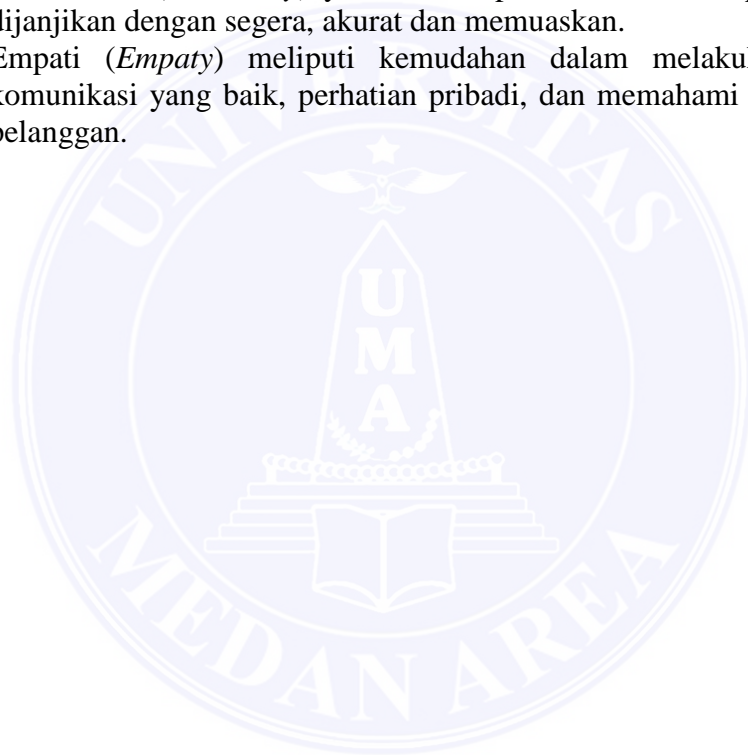 dijanjikan dengan segera, akurat dan memuaskan.
Empati (Empaty) meliputi kemudahan dalam
komunikasi yang baik, perhatian pribadi, dan memahami
pelanggan.
UNIVERSITAS
UMA
MEDAN AREA